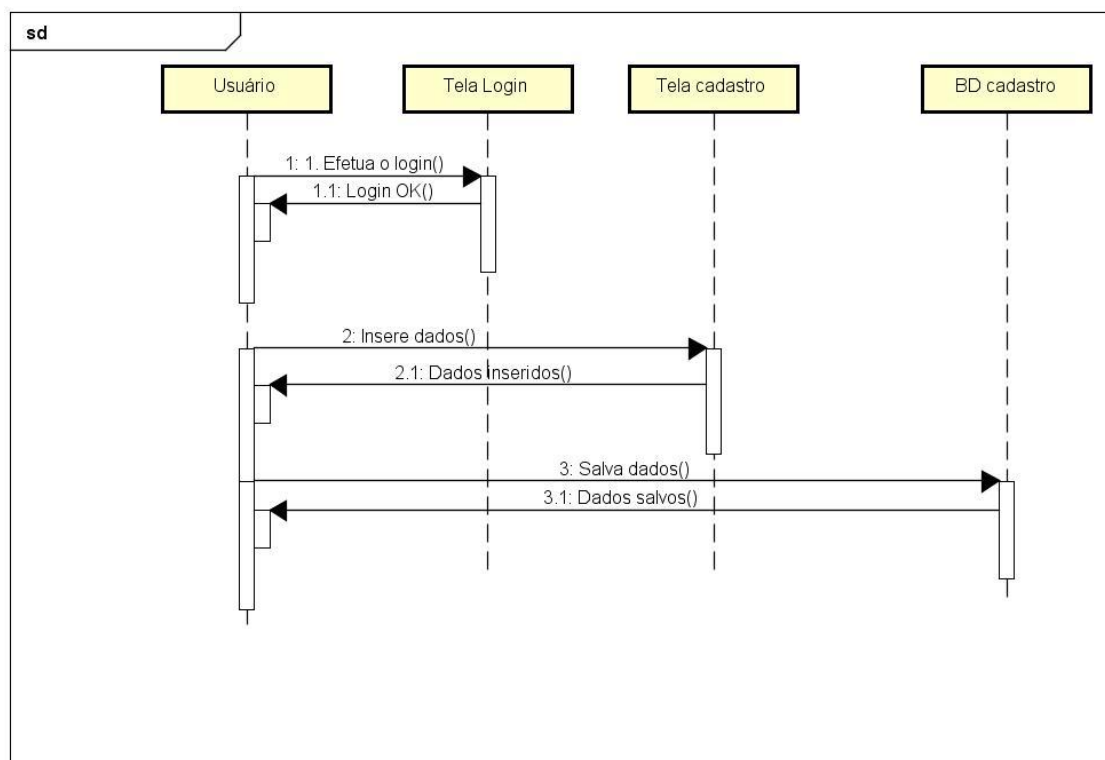 sd
Usuário
Tela Login
Tela cadastro
BD cadastro
1: 1. Efetua o login()
1.1: Login OK()
2: Insere dados()
2.1: Dados inseridos()
3: Salva dados()
3.1: Dados salvos()